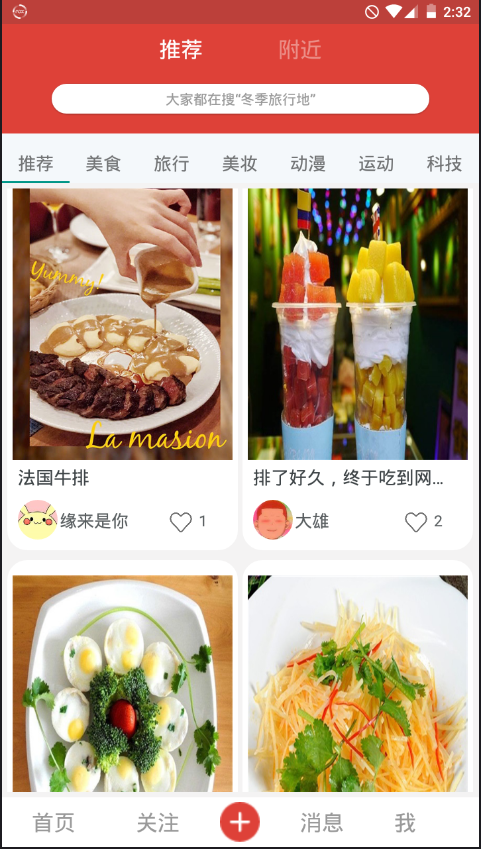 2:32
推荐 附近
大家都在搜"冬季旅行地"
推荐 美食 旅行 美妆 动漫 运动 科技
Yummy!
La masion
法国牛排
缘来是你 1
排了好久，终于吃到网...
大雄 2
首页 关注 消息 我